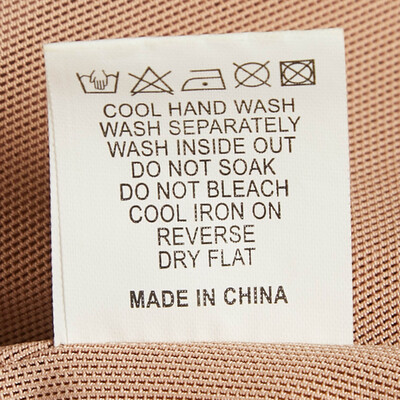 COOL HAND WASH
WASH SEPARATELY
WASH INSIDE OUT
DO NOT SOAK
DO NOT BLEACH
COOL IRON ON
REVERSE
DRY FLAT
MADE IN CHINA